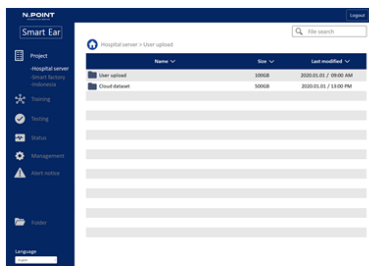 N.POINT
Logout
Smart Ear
File search
Hospital server > User upload
Project
-Hospital server
-Smart factory
-Indonesia
Name
Size
Last modified
User upload
100GB
2020.01.01 / 09:00 AM
Cloud dataset
500GB
2020.01.01 / 13:00 PM
Training
Testing
Status
Management
Alert notice
Folder
Language